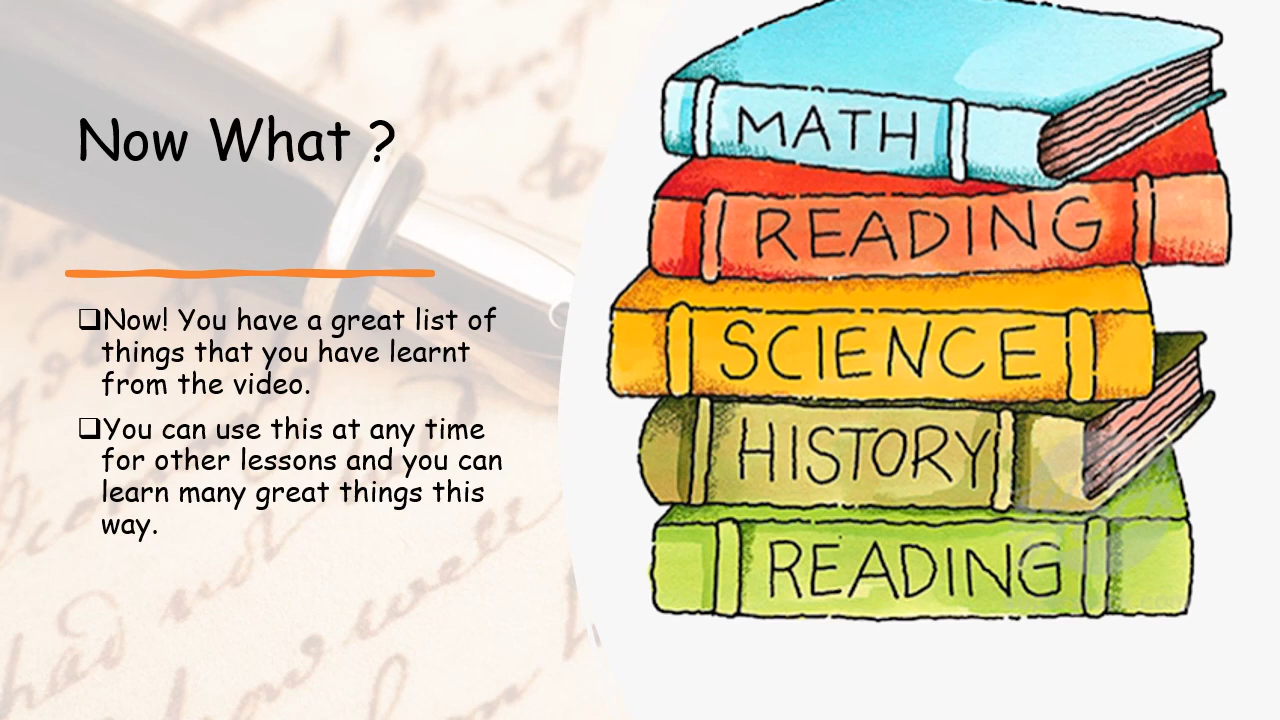 Now What ?
❑Now! You have a great list of
things that you have learnt
from the video.
❑You can use this at any time
for other lessons and you can
learn many great things this
way.
MATH
READING
SCIENCE
HISTORY
READING